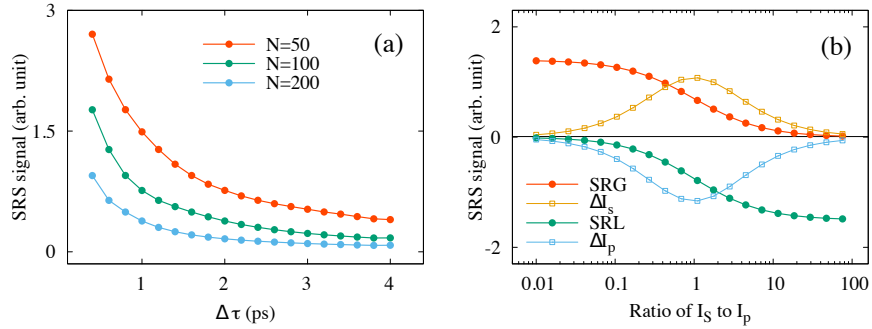 3
1.5
0
SRS signal (arb. unit)
(a)
N=50
N=100
N=200
1
2
3
4
Δτ (ps)
2
0
-2
SRS signal (arb. unit)
(b)
SRG
ΔI_s
SRL
ΔI_p
0.01
0.1
1
10
100
Ratio of I_S to I_p